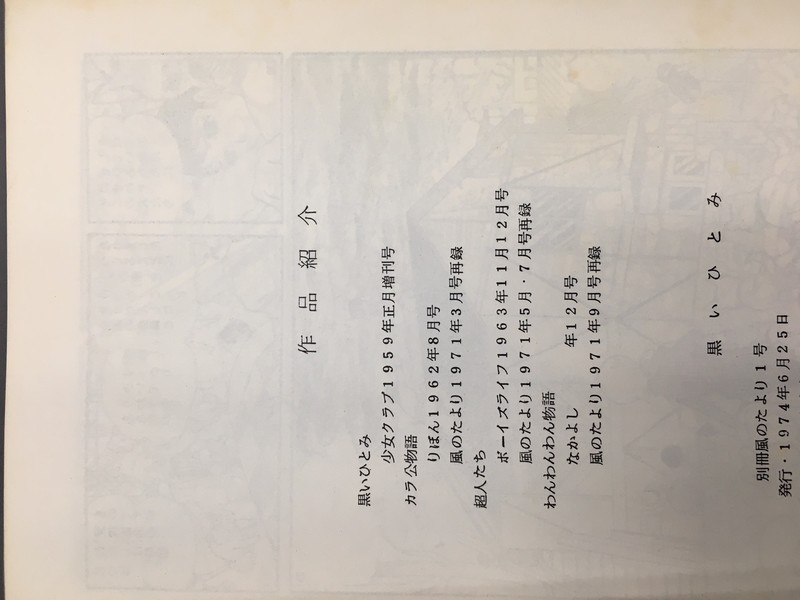 作品紹介
黒いひとみ
少女クラブ1959年正月増刊号
カラ公物語
りぼん1962年8月号
風のたより1971年3月号再録
超人たち
ボーイズライフ1963年11月12月号
風のたより1971年5月・7月号再録
わんわんわん物語
なかよし　　年12月号
風のたより1971年9月号再録
黒いひとみ
別冊風のたより1号
発行・1974年6月25日